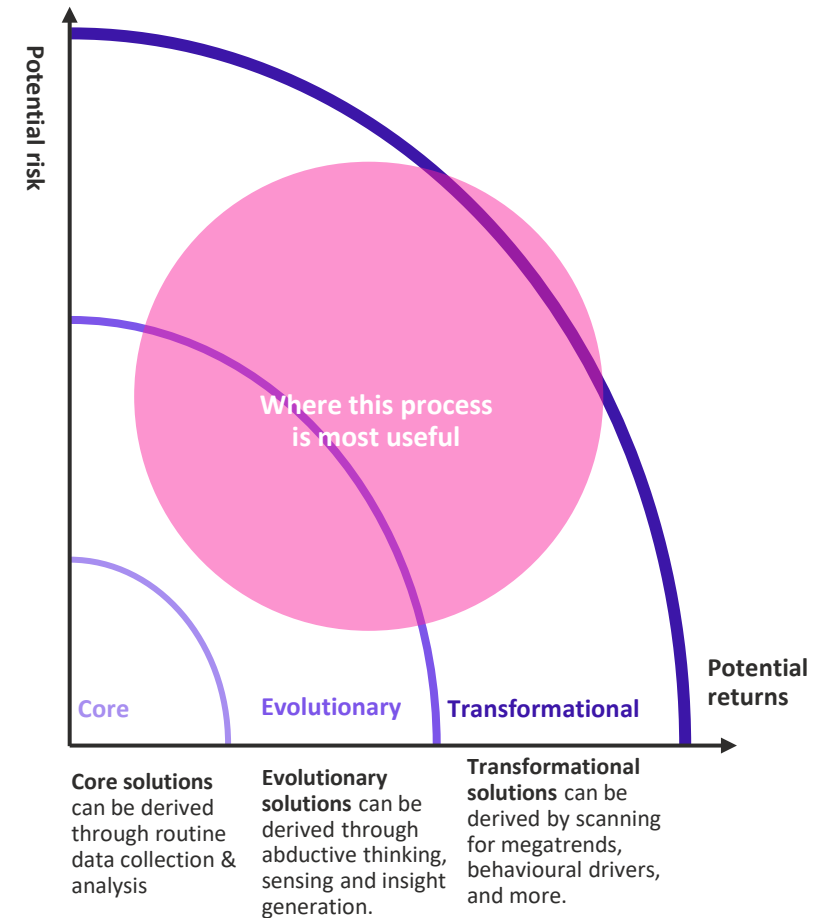 Potential risk
Where this process
is most useful
Potential
returns
Core
Evolutionary
Transformational
Core solutions
can be derived
through routine
data collection &
analysis
Evolutionary
solutions can be
derived through
abductive thinking,
sensing and insight
generation.
Transformational
solutions can be
derived by scanning
for megatrends,
behavioural drivers,
and more.